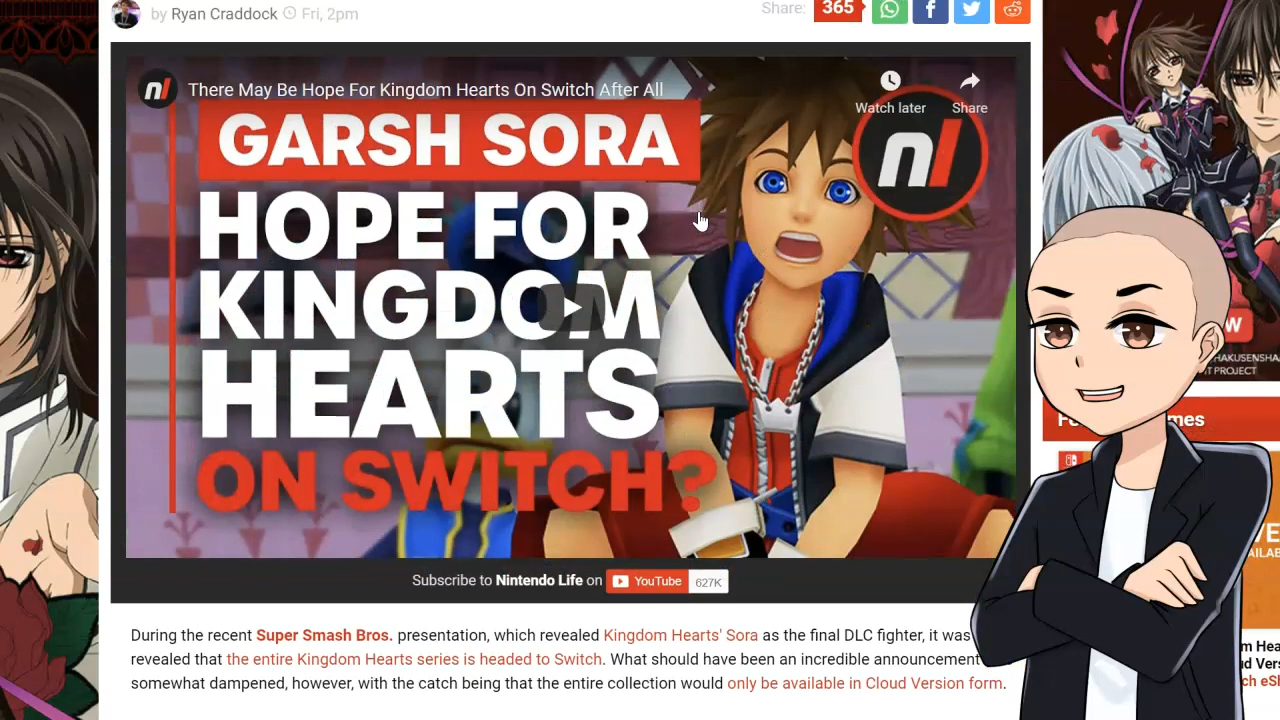 by Ryan Craddock Fri, 2pm
Share: 365
nl There May Be Hope For Kingdom Hearts On Switch After All
Watch later Share
nl
GARSH SORA
HOPE FOR
KINGDOM
HEARTS
ON SWITCH?
Subscribe to Nintendo Life on YouTube 627K
During the recent Super Smash Bros. presentation, which revealed Kingdom Hearts' Sora as the final DLC fighter, it was
revealed that the entire Kingdom Hearts series is headed to Switch. What should have been an incredible announcement
somewhat dampened, however, with the catch being that the entire collection would only be available in Cloud Version form.
T PROJECT